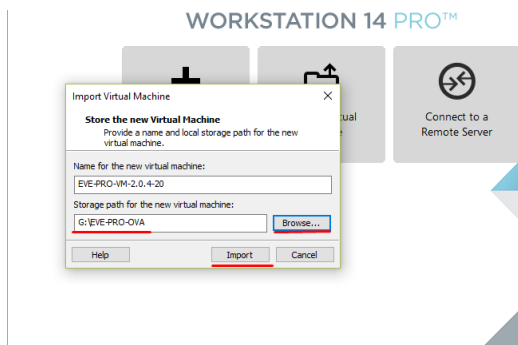 WORKSTATION 14 PRO™
Import Virtual Machine
Store the new Virtual Machine
Provide a name and local storage path for the new
virtual machine.
Name for the new virtual machine:
EVE-PRO-VM-2.0.4-20
Storage path for the new virtual machine:
G:\EVE-PRO-OVA
Browse...
Help
Import
Cancel
tual
e
Connect to a
Remote Server